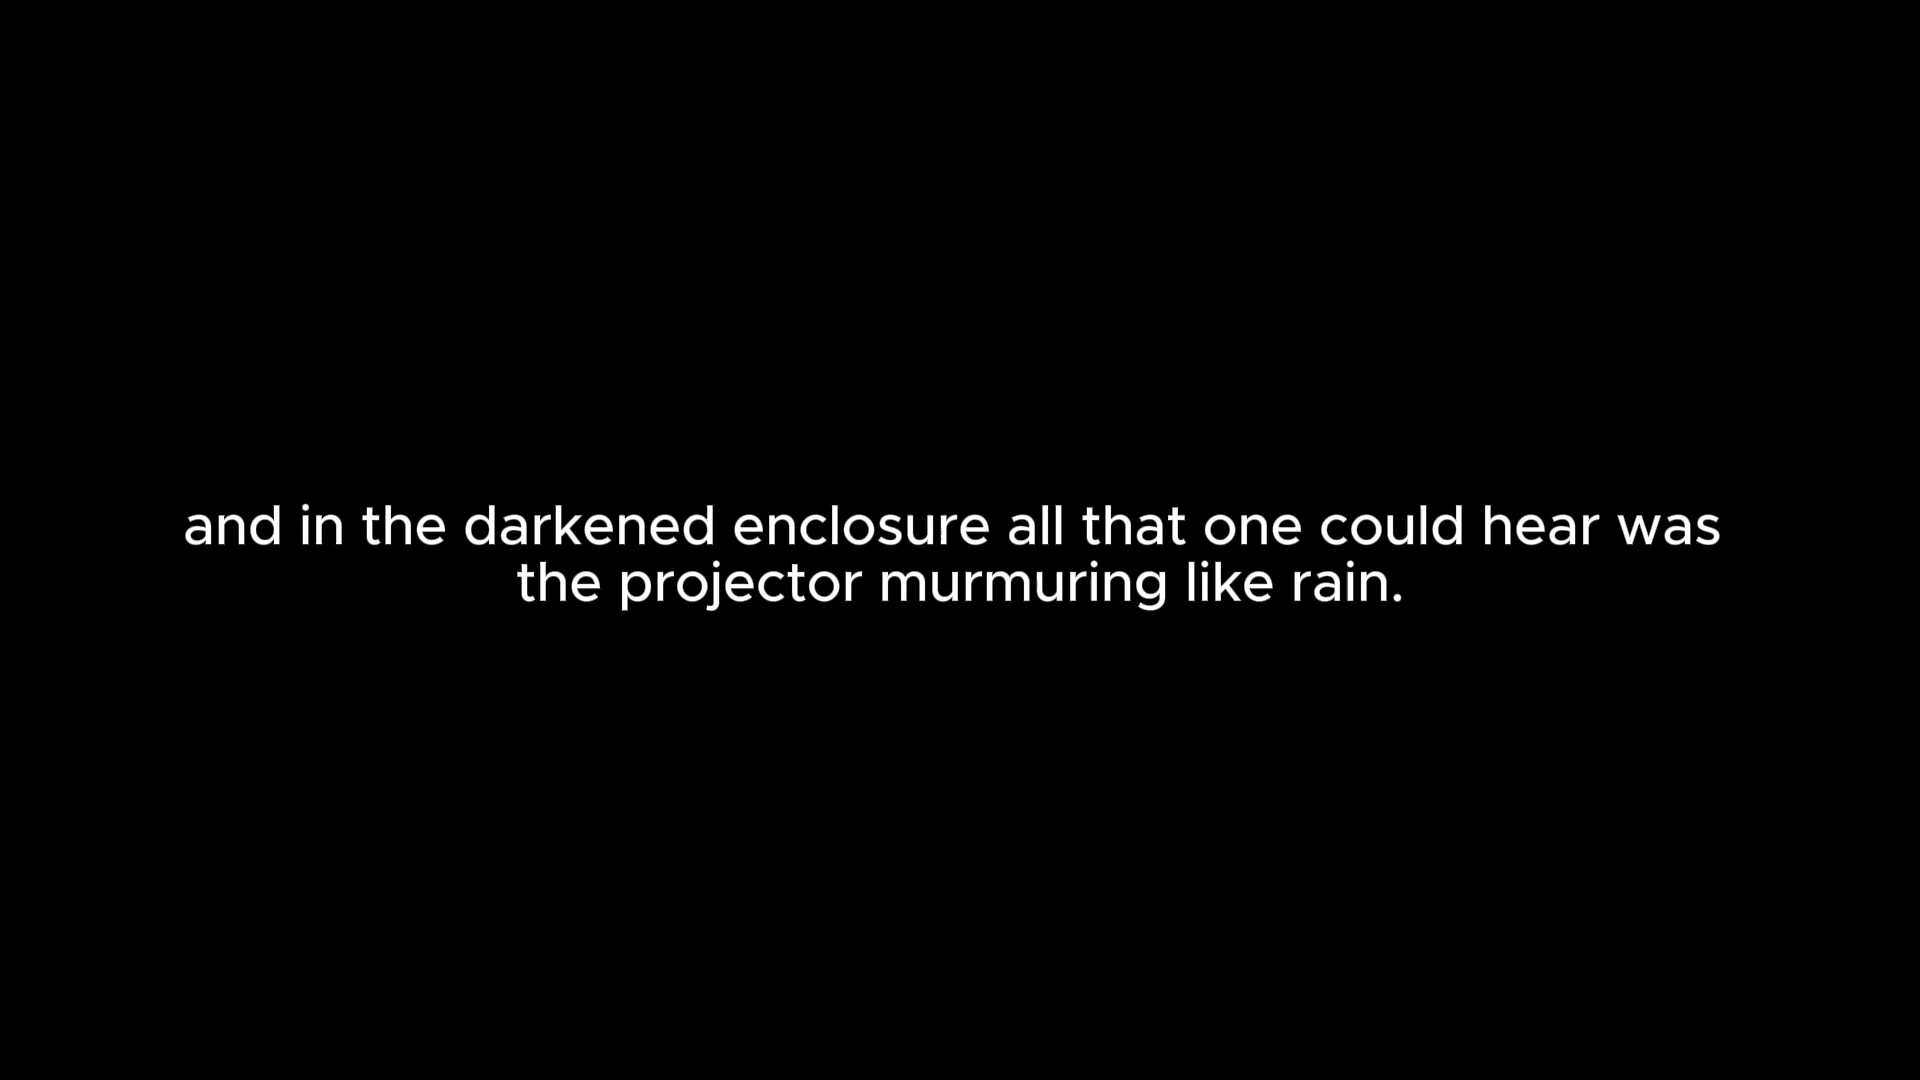 and in the darkened enclosure all that one could hear was
the projector murmuring like rain.